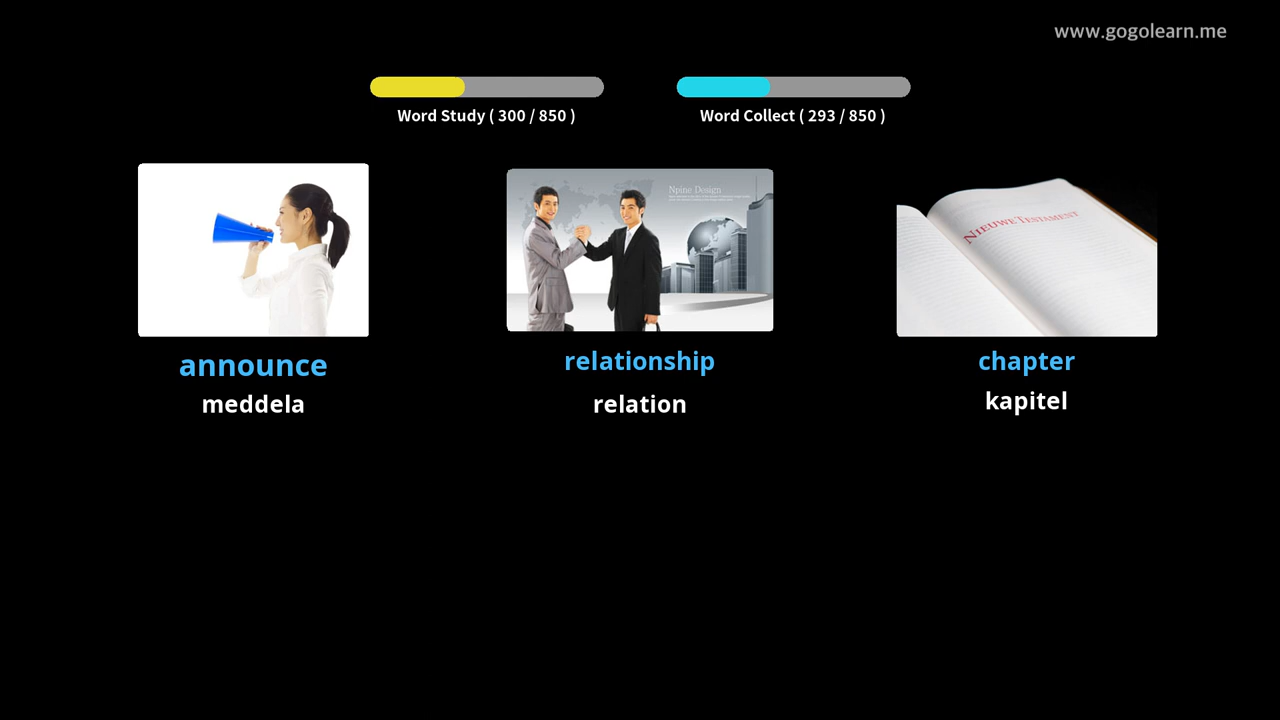 www.gogolearn.me
Word Study ( 300 / 850 )
Word Collect ( 293 / 850 )
Npine Design
NIEUWE TESTAMENT
announce
relationship
chapter
meddela
relation
kapitel